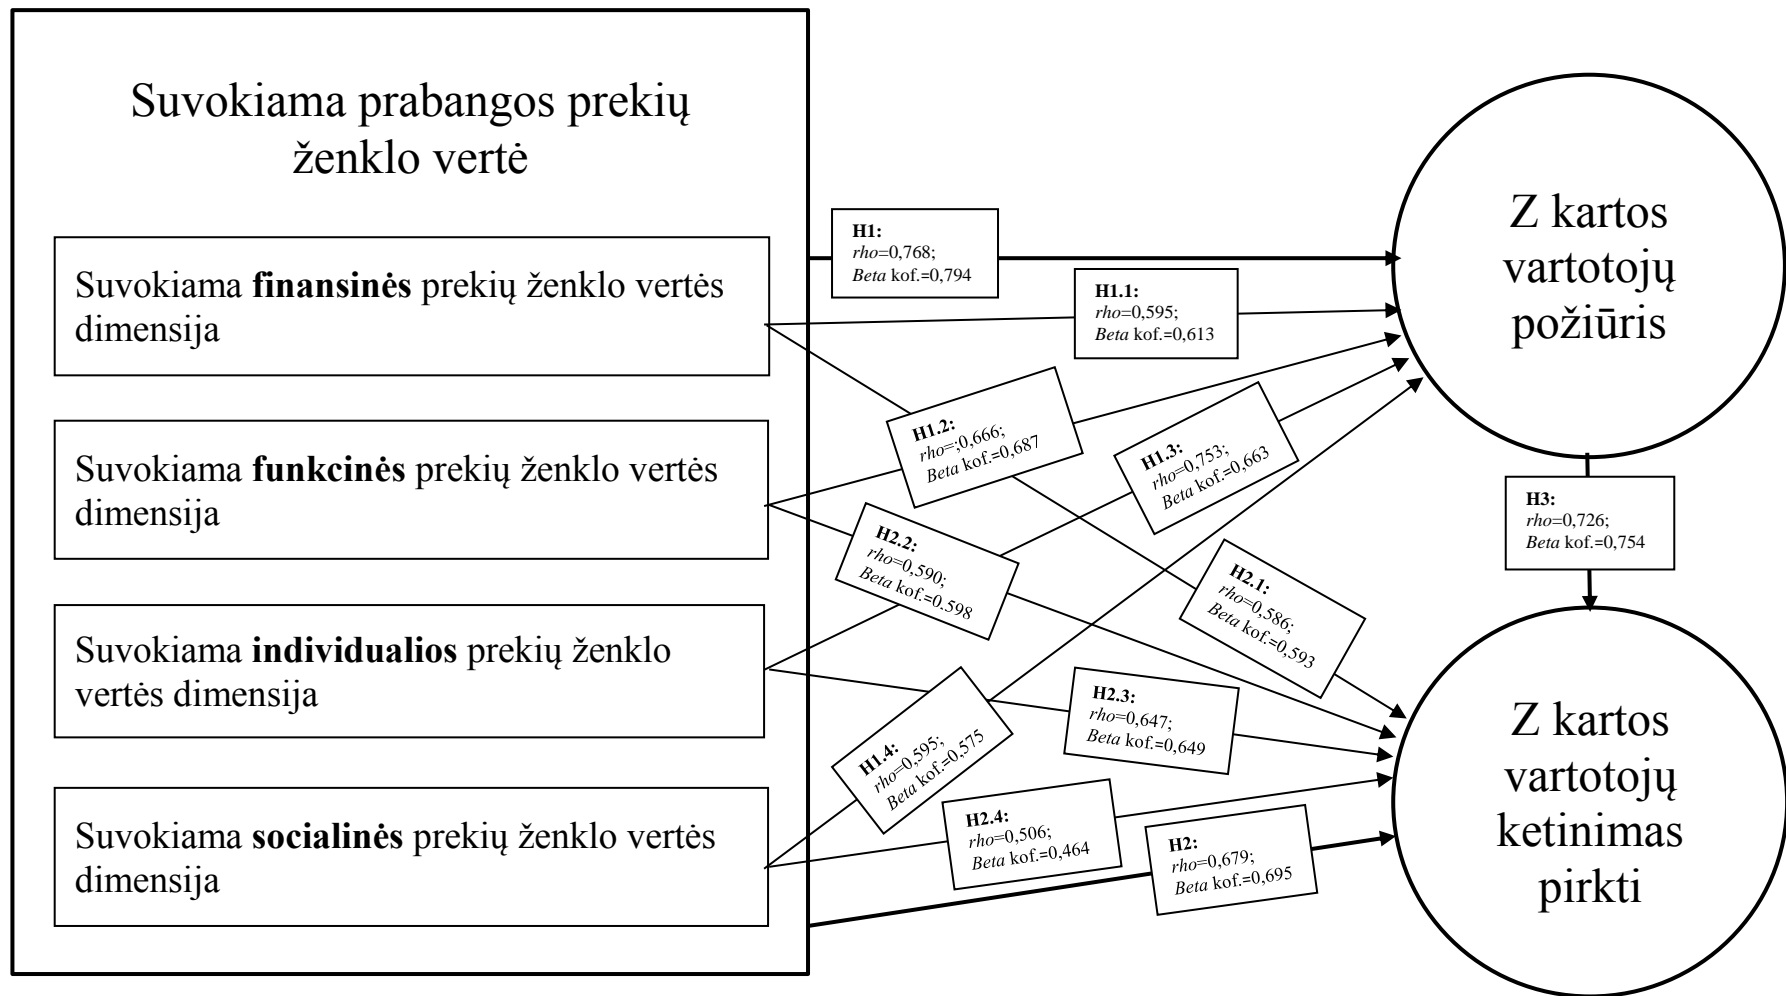 Suvokiama prabangos prekių
ženklo vertė
Suvokiama finansinės prekių ženklo vertės
dimensija
Suvokiama funkcinės prekių ženklo vertės
dimensija
Suvokiama individualios prekių ženklo
vertės dimensija
Suvokiama socialinės prekių ženklo vertės
dimensija
H1:
rho=0,768;
Beta kof.=0,794
H1.1:
rho=0,595;
Beta kof.=0,613
H1.2:
rho=;0,666;
Beta kof.=0,687
H1.3:
rho=0,753;
Beta kof.=0,663
H2.2:
rho=0,590;
Beta kof.=0.598
H2.1:
rho=0,586;
Beta kof.=0,593
H1.4:
rho=0,595;
Beta kof.=0,575
H2.3:
rho=0,647;
Beta kof.=0,649
H2.4:
rho=0,506;
Beta kof.=0,464
H2:
rho=0,679;
Beta kof.=0,695
Z kartos
vartotojų
požiūris
H3:
rho=0,726;
Beta kof.=0,754
Z kartos
vartotojų
ketinimas
pirkti